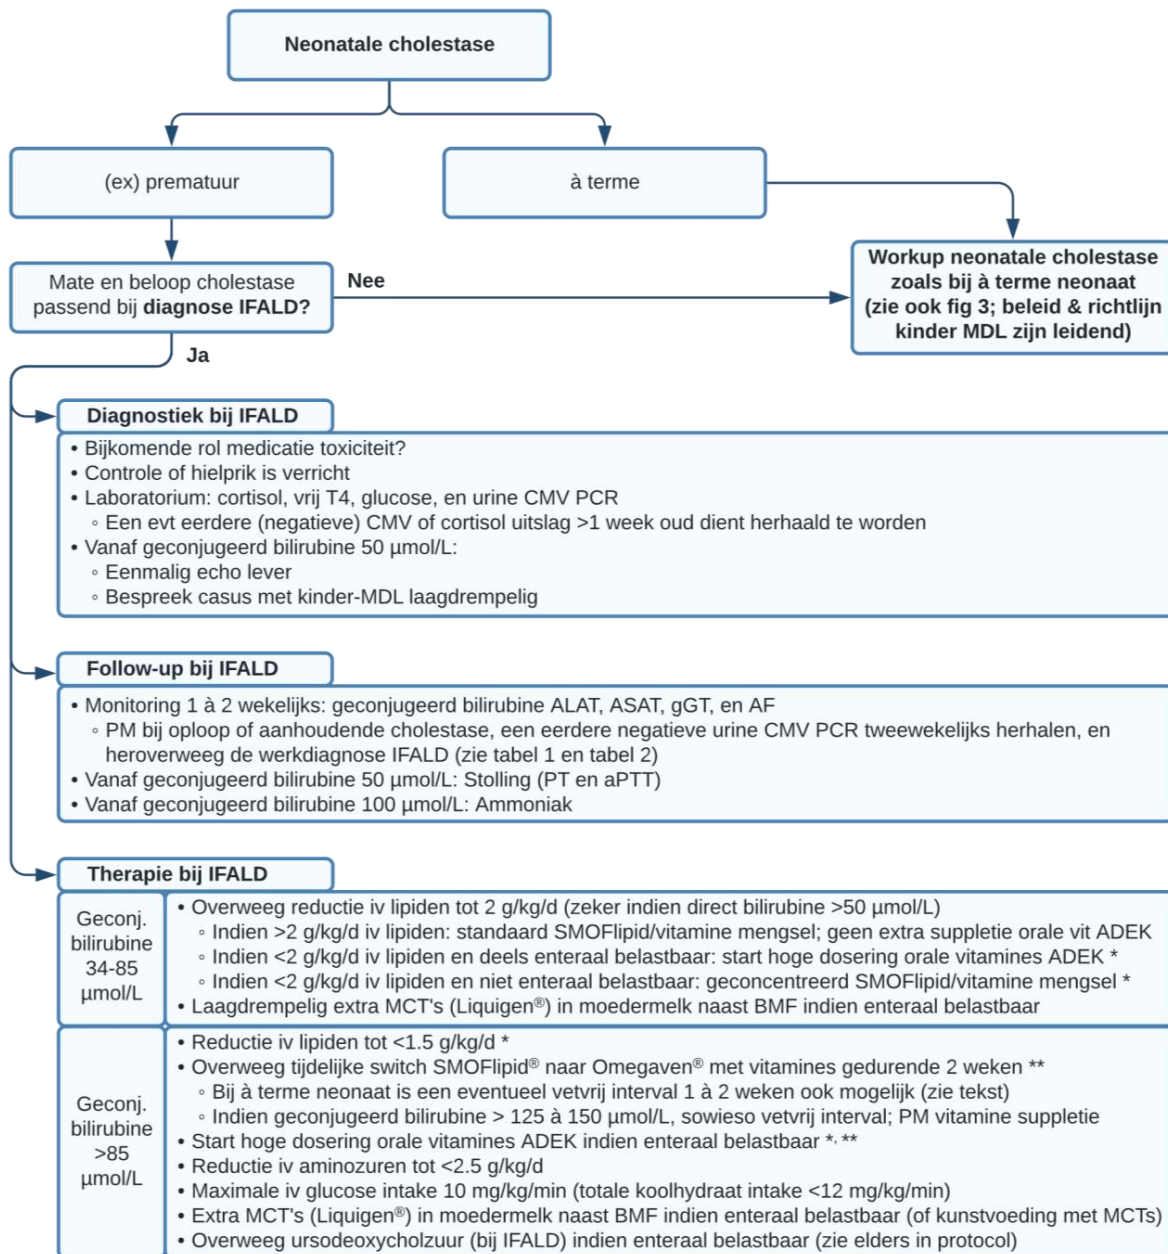 Neonatale cholestase
(ex) prematuur
à terme
Mate en beloop cholestase
passend bij diagnose IFALD?
Nee
Workup neonatale cholestase
zoals bij à terme neonaat
(zie ook fig 3; beleid & richtlijn
kinder MDL zijn leidend)
Ja
Diagnostiek bij IFALD
• Bijkomende rol medicatie toxiciteit?
• Controle of hielprik is verricht
• Laboratorium: cortisol, vrij T4, glucose, en urine CMV PCR
◦ Een evt eerdere (negatieve) CMV of cortisol uitslag >1 week oud dient herhaald te worden
• Vanaf geconjugeerd bilirubine 50 µmol/L:
◦ Eenmalig echo lever
◦ Bespreek casus met kinder-MDL laagdrempelig
Follow-up bij IFALD
• Monitoring 1 à 2 wekelijks: geconjugeerd bilirubine ALAT, ASAT, gGT, en AF
◦ PM bij oploop of aanhoudende cholestase, een eerdere negatieve urine CMV PCR tweewekelijks herhalen, en
heroverweeg de werkdiagnose IFALD (zie tabel 1 en tabel 2)
• Vanaf geconjugeerd bilirubine 50 µmol/L: Stolling (PT en aPTT)
• Vanaf geconjugeerd bilirubine 100 µmol/L: Ammoniak
Therapie bij IFALD
Geconj.
bilirubine
34-85
µmol/L
• Overweeg reductie iv lipiden tot 2 g/kg/d (zeker indien direct bilirubine >50 µmol/L)
◦ Indien >2 g/kg/d iv lipiden: standaard SMOFlipid/vitamine mengsel; geen extra suppletie orale vit ADEK
◦ Indien <2 g/kg/d iv lipiden en deels enteraal belastbaar: start hoge dosering orale vitamines ADEK *
◦ Indien <2 g/kg/d iv lipiden en niet enteraal belastbaar: geconcentreerd SMOFlipid/vitamine mengsel *
• Laagdrempelig extra MCT's (Liquigen®) in moedermelk naast BMF indien enteraal belastbaar
Geconj.
bilirubine
>85
µmol/L
• Reductie iv lipiden tot <1.5 g/kg/d *
• Overweeg tijdelijke switch SMOFlipid® naar Omegaven® met vitamines gedurende 2 weken **
◦ Bij à terme neonaat is een eventueel vetvrij interval 1 à 2 weken ook mogelijk (zie tekst)
◦ Indien geconjugeerd bilirubine > 125 à 150 µmol/L, sowieso vetvrij interval; PM vitamine suppletie
• Start hoge dosering orale vitamines ADEK indien enteraal belastbaar *, **
• Reductie iv aminozuren tot <2.5 g/kg/d
• Maximale iv glucose intake 10 mg/kg/min (totale koolhydraat intake <12 mg/kg/min)
• Extra MCT's (Liquigen®) in moedermelk naast BMF indien enteraal belastbaar (of kunstvoeding met MCTs)
• Overweeg ursodeoxycholzuur (bij IFALD) indien enteraal belastbaar (zie elders in protocol)